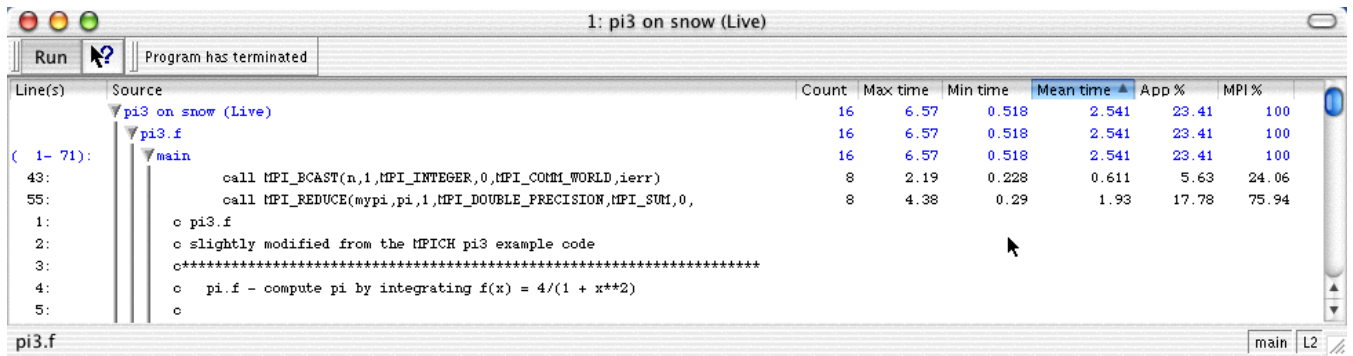 1: pi3 on snow (Live)
Run ? Program has terminated
Line(s) Source Count Max time Min time Mean time App % MPI %
pi3 on snow (Live) 16 6.57 0.518 2.541 23.41 100
pi3.f 16 6.57 0.518 2.541 23.41 100
( 1- 71): main 16 6.57 0.518 2.541 23.41 100
43: call MPI_BCAST(n,1,MPI_INTEGER,0,MPI_COMM_WORLD,ierr) 8 2.19 0.228 0.611 5.63 24.06
55: call MPI_REDUCE(mypi,pi,1,MPI_DOUBLE_PRECISION,MPI_SUM,0, 8 4.38 0.29 1.93 17.78 75.94
1: c pi3.f
2: c slightly modified from the MPICH pi3 example code
3: c**********************************************************************
4: c pi.f - compute pi by integrating f(x) = 4/(1 + x**2)
5: c
pi3.f main L2